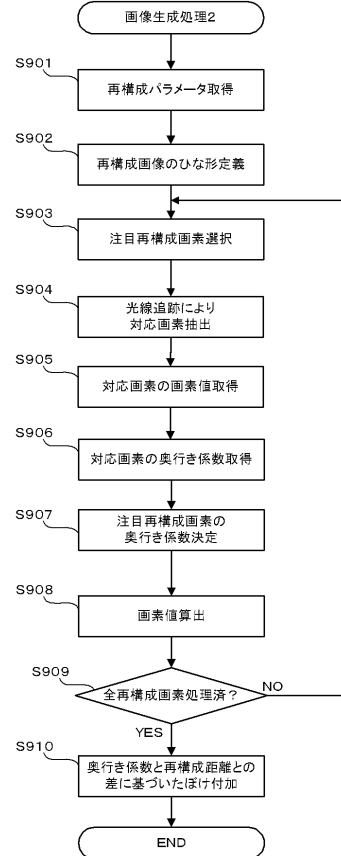 画像生成処理2
S901
再構成パラメータ取得
S902
再構成画像のひな形定義
S903
注目再構成画素選択
S904
光線追跡により
対応画素抽出
S905
対応画素の画素値取得
S906
対応画素の奥行き係数取得
S907
注目再構成画素の
奥行き係数決定
S908
画素値算出
S909
全再構成画素処理済?
NO
YES
S910
奥行き係数と再構成距離との
差に基づいたぼけ付加
END